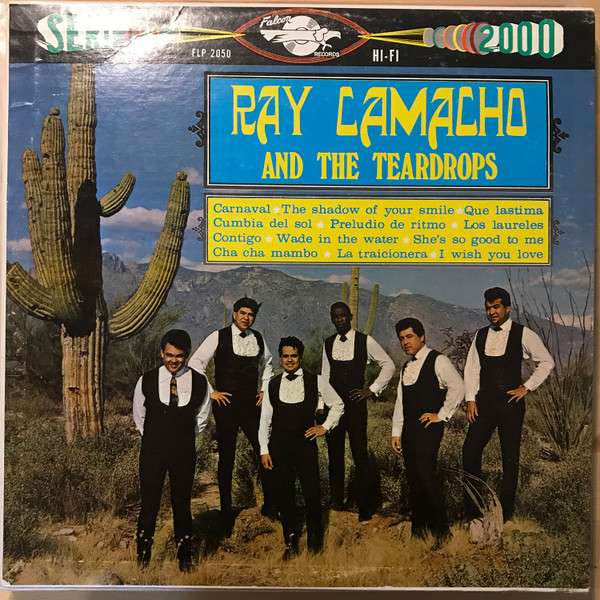 FLP 2050
Falcon
RECORDS
HI-FI
2000
RAY CAMACHO
AND THE TEARDROPS
Carnaval ★ The shadow of your smile ★ Que lastima
Cumbia del sol ★ Preludio de ritmo ★ Los laureles
Contigo ★ Wade in the water ★ She's so good to me
Cha cha mambo ★ La traicionera ★ I wish you love